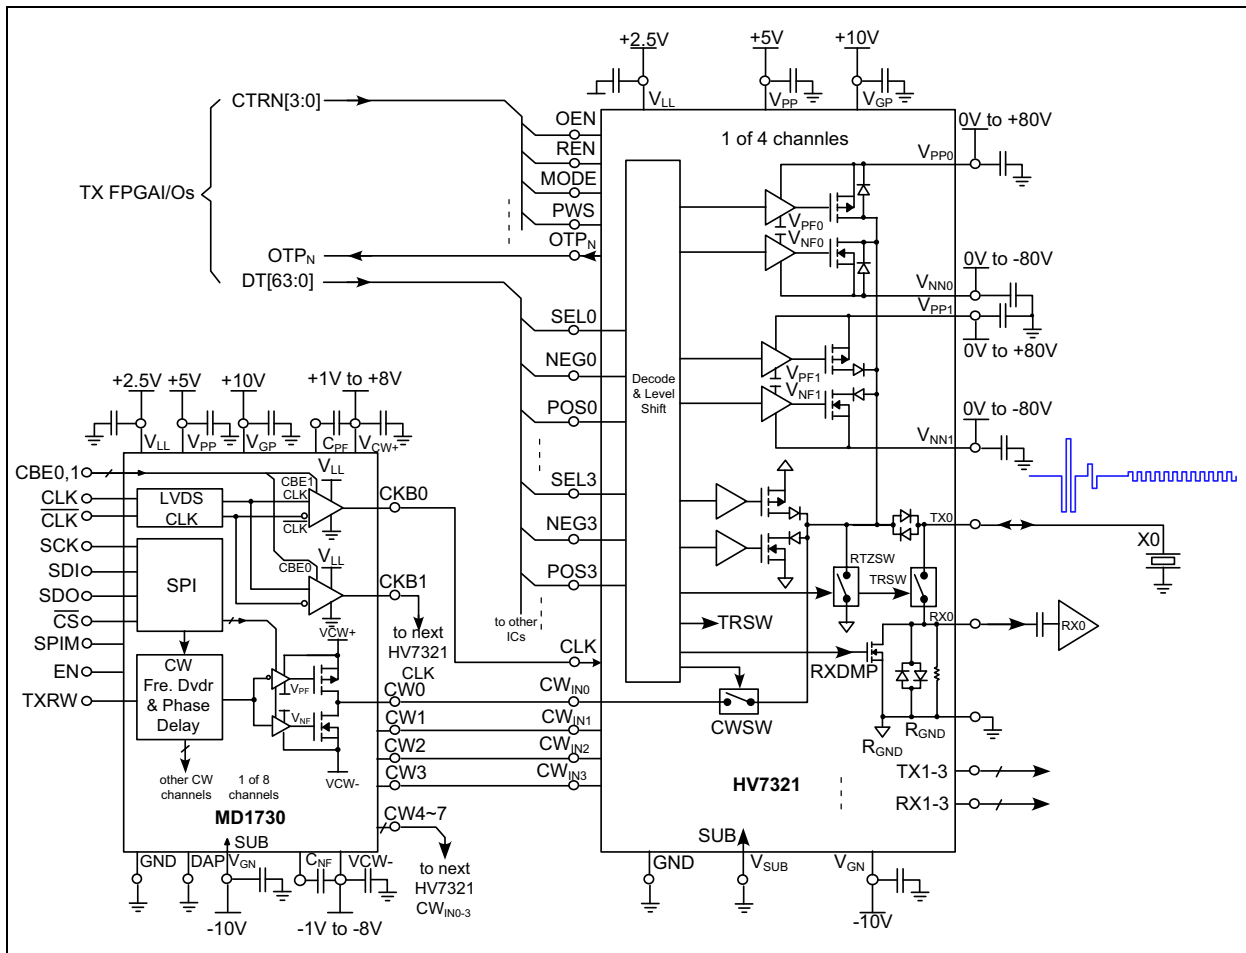 +2.5V
+5V
+10V
CTRN[3:0]
VLL
VPP
VGP
OEN
REN
MODE
PWS
OTPN
1 of 4 channles
0V to +80V
VPP0
TX FPGAI/Os
OTPN
DT[63:0]
VPF0
VNF0
0V to -80V
VNN0
VPP1
0V to +80V
SEL0
NEG0
POS0
SEL3
NEG3
POS3
to other
ICs
CLK
Decode
& Level
Shift
VPF1
VNF1
0V to -80V
VNN1
TX0
X0
RTZSW
TRSW
TRSW
RX0
RX0
RXDMP
RGND
RGND
CWSW
TX1-3
RX1-3
HV7321
SUB
GND
VSUB
VGN
-10V
+2.5V
+5V
+10V
+1V to +8V
VLL
VPP
VGP
CPF
VCW+
CBE0,1
CLK
CLK
SCK
SDI
SDO
CS
SPIM
EN
TXRW
LVDS
CLK
SPI
CW
Fre. Dvdr
& Phase
Delay
VLL
CBE1
CLK
CLK
VLL
CBE0
VCW+
VPF
VNF
VCW-
CKB0
CKB1
to next
HV7321
CLK
CW0
CW1
CW2
CW3
CWIN0
CWIN1
CWIN2
CWIN3
CW4~7
to next
HV7321
CWIN0-3
other CW
channels
1 of 8
channels
MD1730
SUB
GND
DAP
VGN
CNF
VCW-
-10V
-1V to -8V